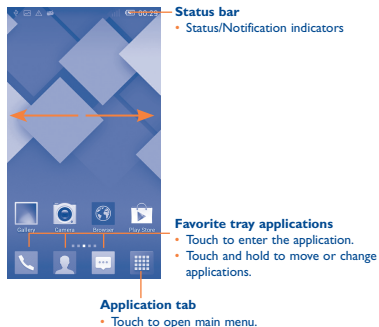 00:29
Status bar
• Status/Notification indicators
Gallery Camera Browser Play Store
Favorite tray applications
• Touch to enter the application.
• Touch and hold to move or change
applications.
Application tab
• Touch to open main menu.